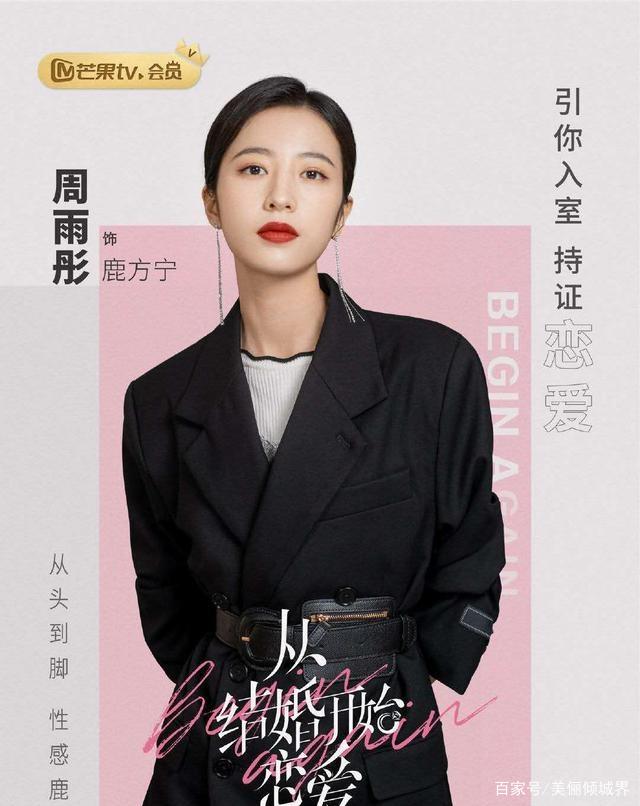 芒果tv.会员
V
引你入室 持证
恋爱
周雨彤
饰
鹿方宁
BEGIN AGAIN
从头到脚 性感鹿
从
结婚开始
恋爱
Begin
again
百家号/美俪倾城界